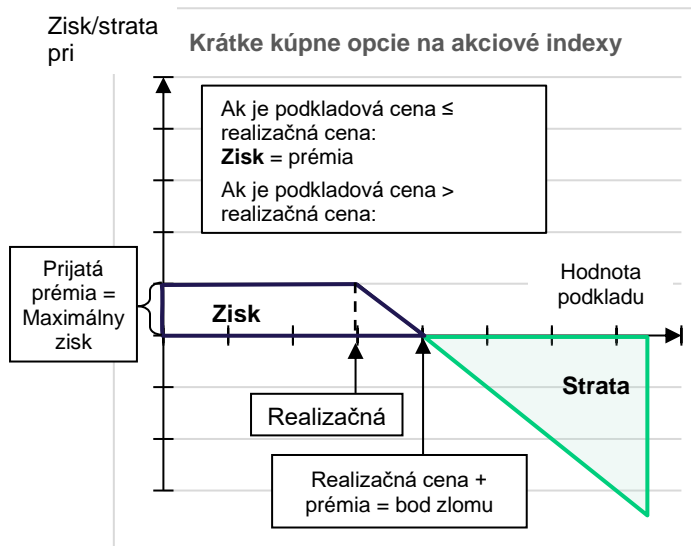 Zisk/strata
pri
Krátke kúpne opcie na akciové indexy
Ak je podkladová cena ≤
realizačná cena:
Zisk = prémia
Ak je podkladová cena >
realizačná cena:
Prijatá
prémia =
Maximálny
zisk
Zisk
Hodnota
podkladu
Strata
Realizačná
Realizačná cena +
prémia = bod zlomu